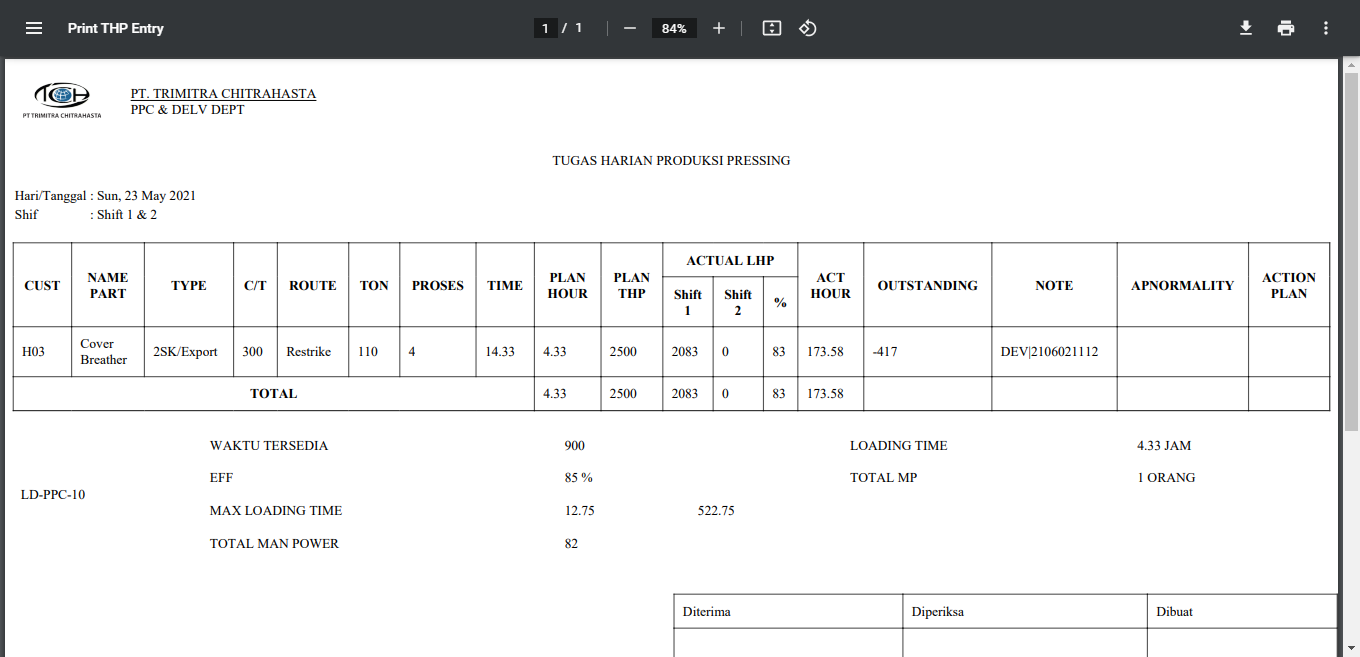 Print THP Entry
1 / 1
84%
TCH
PT TRIMITRA CHITRAHASTA
PT. TRIMITRA CHITRAHASTA
PPC & DELV DEPT
TUGAS HARIAN PRODUKSI PRESSING
Hari/Tanggal : Sun, 23 May 2021
Shif : Shift 1 & 2
CUST NAME PART TYPE C/T ROUTE TON PROSES TIME PLAN HOUR PLAN THP ACTUAL LHP Shift 1 Shift 2 % ACT HOUR OUTSTANDING NOTE APNORMALITY ACTION PLAN
H03 Cover Breather 2SK/Export 300 Restrike 110 4 14.33 4.33 2500 2083 0 83 173.58 -417 DEV|2106021112
TOTAL 4.33 2500 2083 0 83 173.58
WAKTU TERSEDIA 900 LOADING TIME 4.33 JAM
EFF 85 % TOTAL MP 1 ORANG
LD-PPC-10
MAX LOADING TIME 12.75 522.75
TOTAL MAN POWER 82
Diterima Diperiksa Dibuat